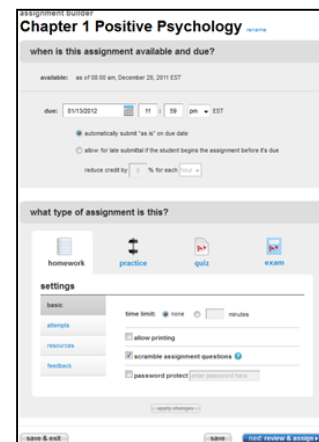 assignment builder
Chapter 1 Positive Psychology rename
when is this assignment available and due?
available: as of 08:00 am, December 28, 2011 EST
due: 01/13/2012 11 : 59 pm EST
automatically submit "as is" on due date
allow for late submittal if the student begins the assignment before it's due
reduce credit by 0 % for each hour
what type of assignment is this?
homework practice quiz exam
settings
basic
attempts
resources
feedback
time limit: none minutes
allow printing
scramble assignment questions ?
password protect enter password here
apply changes
save & exit save next: review & assign